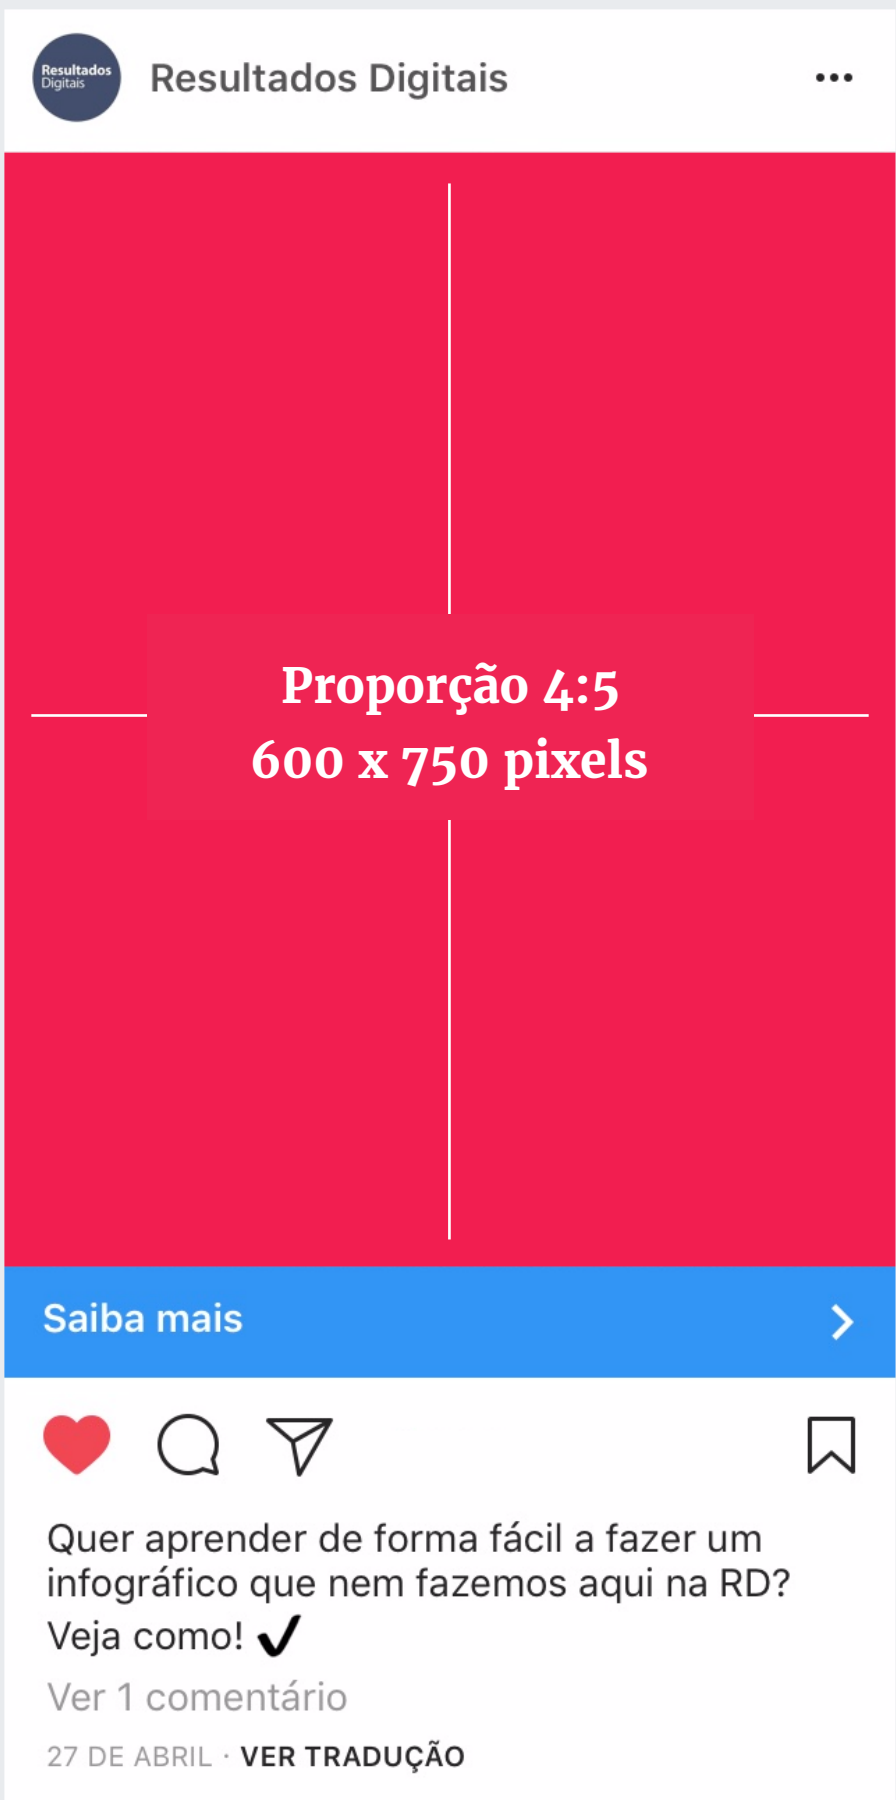 Resultados
Digitais
Resultados Digitais
Proporção 4:5
600 x 750 pixels
Saiba mais
Quer aprender de forma fácil a fazer um
infográfico que nem fazemos aqui na RD?
Veja como! ✔
Ver 1 comentário
27 DE ABRIL · VER TRADUÇÃO